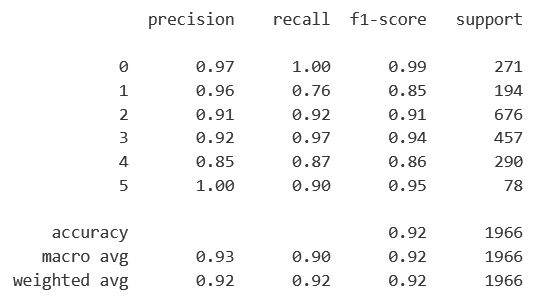 precision recall f1-score support
0 0.97 1.00 0.99 271
1 0.96 0.76 0.85 194
2 0.91 0.92 0.91 676
3 0.92 0.97 0.94 457
4 0.85 0.87 0.86 290
5 1.00 0.90 0.95 78
accuracy 0.92 1966
macro avg 0.93 0.90 0.92 1966
weighted avg 0.92 0.92 0.92 1966